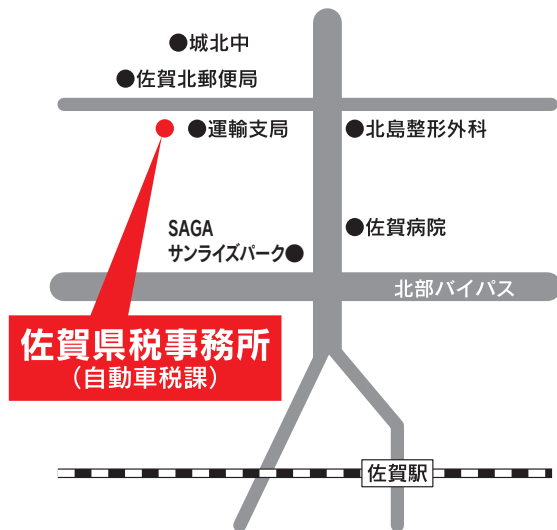 城北中
佐賀北郵便局
運輸支局
北島整形外科
SAGA
サンライズパーク
佐賀病院
北部バイパス
佐賀県税事務所
(自動車税課)
佐賀駅